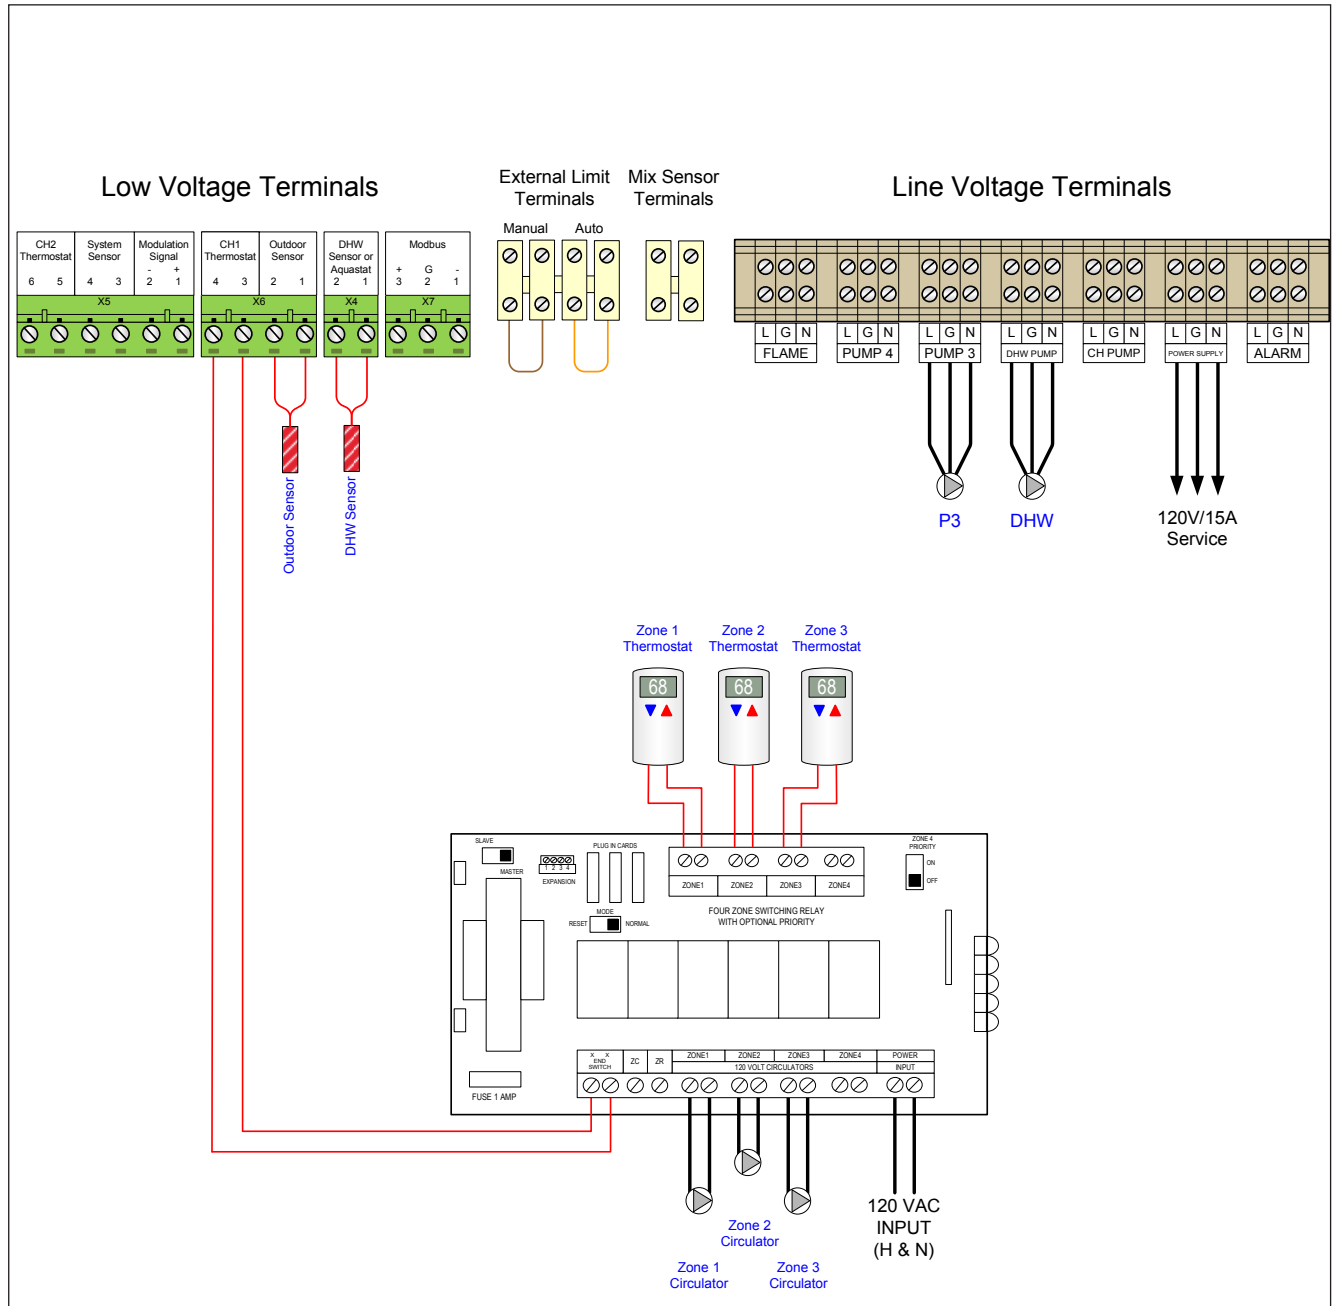 Low Voltage Terminals
External Limit
Terminals
Mix Sensor
Terminals
Line Voltage Terminals
Manual Auto
CH2
Thermostat
6 5
System
Sensor
4 3
Modulation
Signal
- +
2 1
CH1
Thermostat
4 3
Outdoor
Sensor
2 1
DHW
Sensor or
Aquastat
2 1
Modbus
+ G -
3 2 1
X5 X6 X4 X7
L G N L G N L G N L G N L G N L G N L G N
FLAME PUMP 4 PUMP 3 DHW PUMP CH PUMP POWER SUPPLY ALARM
Outdoor Sensor
DHW Sensor
P3 DHW
120V/15A
Service
Zone 1
Thermostat
Zone 2
Thermostat
Zone 3
Thermostat
68 68 68
SLAVE
MASTER
1 2 3 4
EXPANSION
PLUG IN CARDS
MODE
RESET NORMAL
ZONE1 ZONE2 ZONE3 ZONE4
FOUR ZONE SWITCHING RELAY
WITH OPTIONAL PRIORITY
ZONE 4
PRIORITY
ON
OFF
FUSE 1 AMP
X X
END
SWITCH
ZC ZR
ZONE1 ZONE2 ZONE3 ZONE4
120 VOLT CIRCULATORS
POWER
INPUT
Zone 1
Circulator
Zone 2
Circulator
Zone 3
Circulator
120 VAC
INPUT
(H & N)